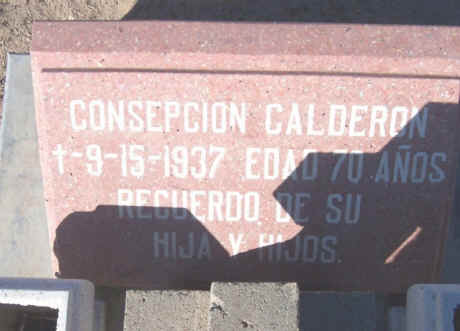 CONSEPCION CALDERON
†-9-15-1937 EDAD 70 AÑOS
RECUERDO DE SU
HIJA Y HIJOS.